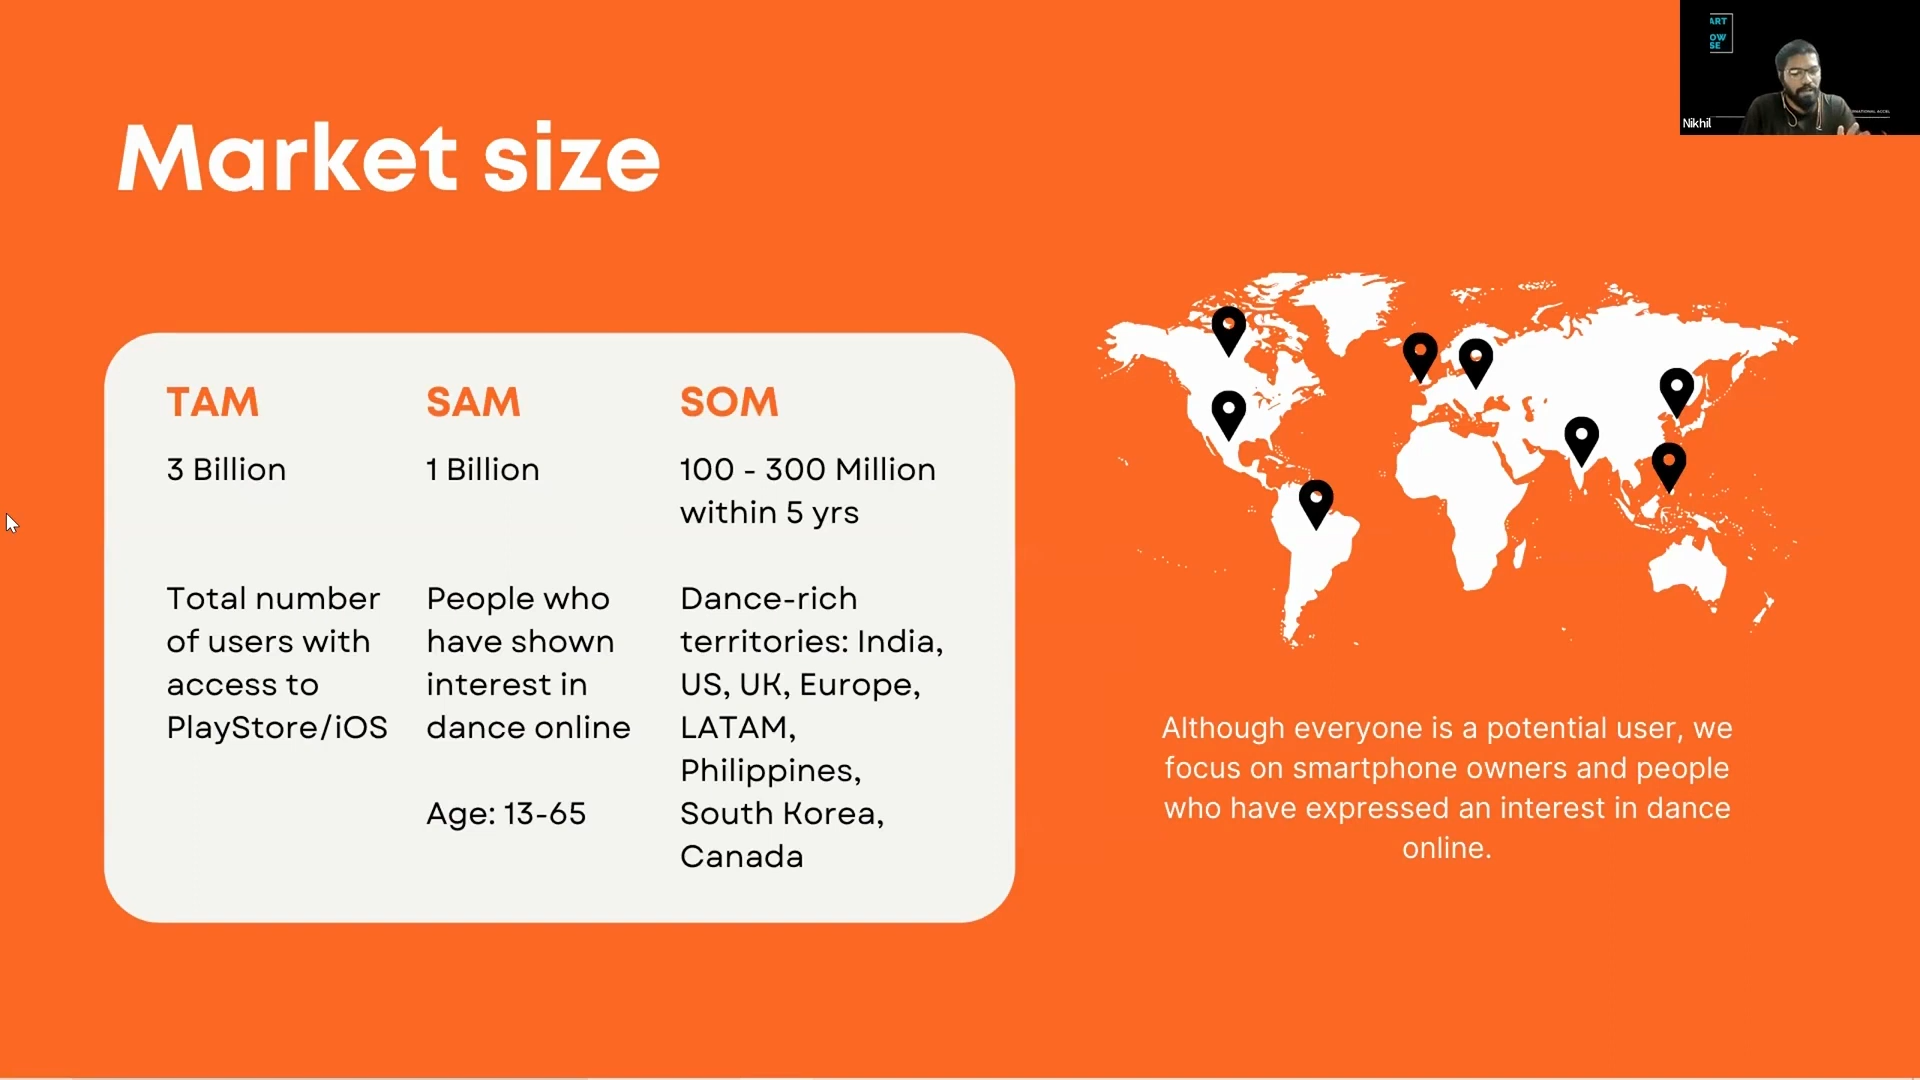 Market size
TAM
3 Billion
Total number
of users with
access to
PlayStore/iOS
SAM
1 Billion
People who
have shown
interest in
dance online
Age: 13-65
SOM
100 - 300 Million
within 5 yrs
Dance-rich
territories: India,
US, UK, Europe,
LATAM,
Philippines,
South Korea,
Canada
Although everyone is a potential user, we
focus on smartphone owners and people
who have expressed an interest in dance
online.
ART
OW
SE
Nikhil